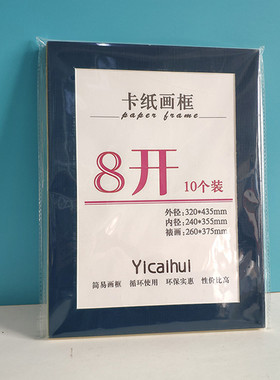 卡纸画框
paper frame
8开
10个装
外径:320*435mm
内径:240*355mm
裱画:260*375mm
Yicaihui
简易画框 循环使用 环保实惠 性价比高